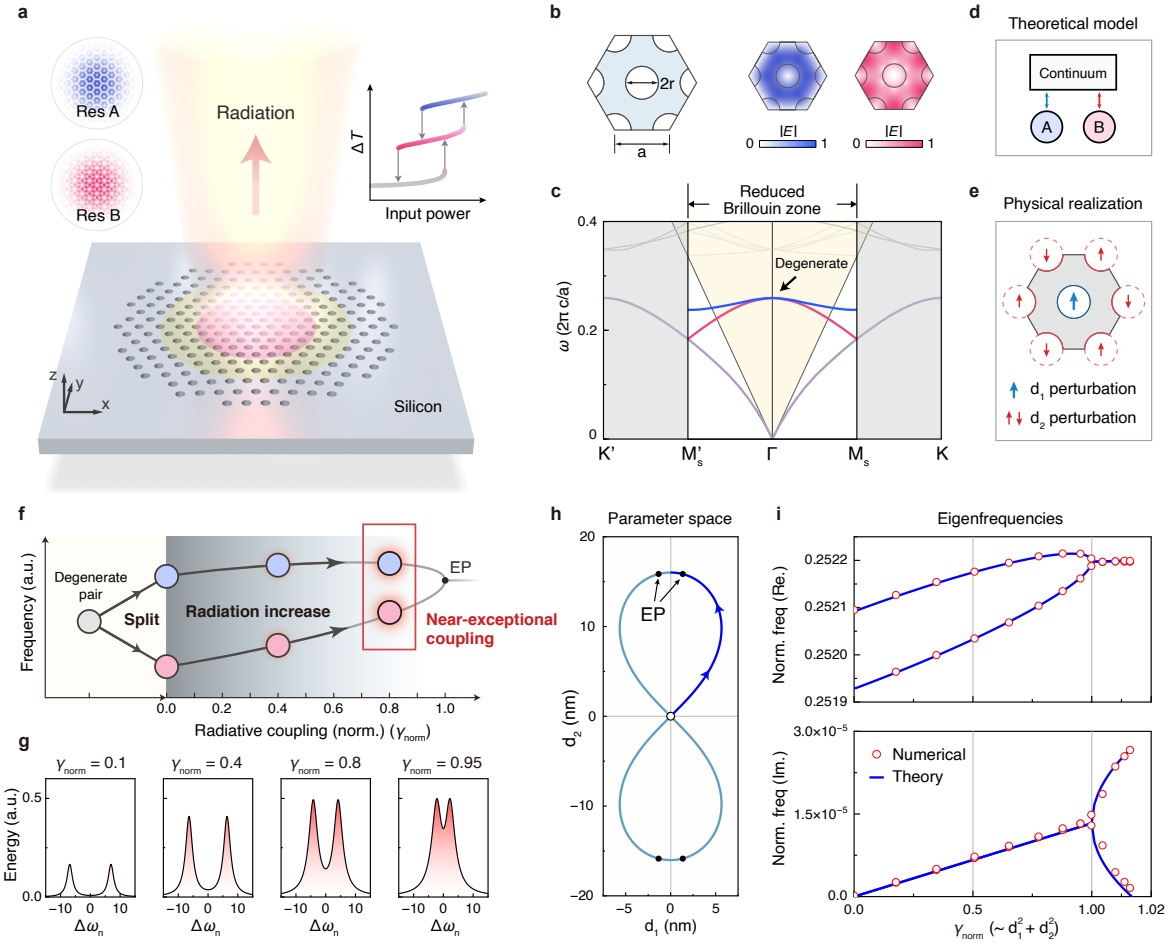 a
Res A
Res B
Radiation
ΔT
Input power
z
y
x
Silicon
b
2r
a
|E|
0 1
|E|
0 1
c
Reduced
Brillouin zone
Degenerate
ω (2π c/a)
0.4
0.2
0
K' M'ₛ Γ Mₛ K
d
Theoretical model
Continuum
A B
e
Physical realization
d₁ perturbation
d₂ perturbation
f
Frequency (a.u.)
Degenerate
pair
Split
Radiation increase
EP
Near-exceptional
coupling
0.0 0.2 0.4 0.6 0.8 1.0
Radiative coupling (norm.) (γnorm)
g
γnorm = 0.1 γnorm = 0.4 γnorm = 0.8 γnorm = 0.95
Energy (a.u.)
0.5
0.0
−10 0 10 −10 0 10 −10 0 10 −10 0 10
Δωₙ Δωₙ Δωₙ Δωₙ
h
Parameter space
20
10
0
−10
−20
EP
d₂ (nm)
−5 0 5
d₁ (nm)
i
Eigenfrequencies
Norm. freq (Re.)
0.2522
0.2521
0.2520
0.2519
Norm. freq (Im.)
3.0×10⁻⁵
1.5×10⁻⁵
0.0
Numerical
Theory
0.0 0.5 1.00 1.02
γnorm (~ d₁² + d₂²)